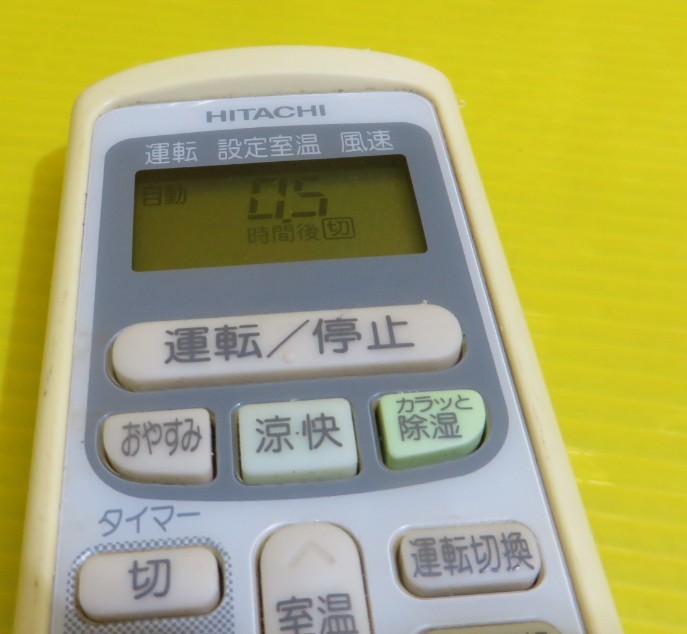 HITACHI
運転 設定室温 風速
自動 0.5
時間後切
運転／停止
おやすみ 涼・快 カラッと
除湿
タイマー
切 運転切換
室温